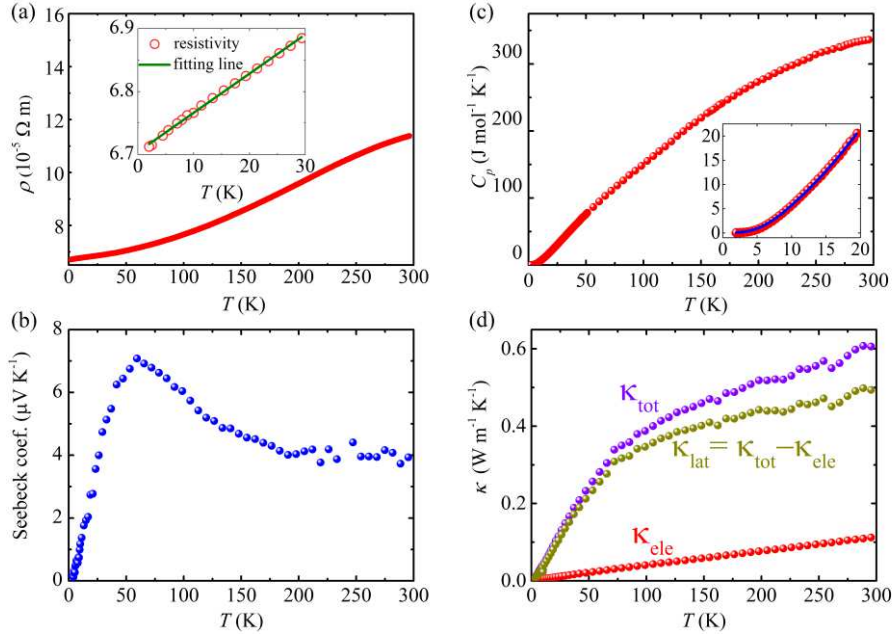 (a)
16
14
12
10
8
ρ (10⁻⁵ Ω m)
0 50 100 150 200 250 300
T (K)
6.9
6.8
6.7
resistivity
fitting line
0 10 20 30
T (K)
(c)
300
200
100
0
Cₚ (J mol⁻¹ K⁻¹)
0 50 100 150 200 250 300
T (K)
20
15
10
5
0
0 5 10 15 20
(b)
8
6
4
2
0
Seebeck coef. (μV K⁻¹)
0 50 100 150 200 250 300
T (K)
(d)
0.6
0.4
0.2
0.0
κ (W m⁻¹ K⁻¹)
κtot
κlat = κtot−κele
κele
0 50 100 150 200 250 300
T (K)